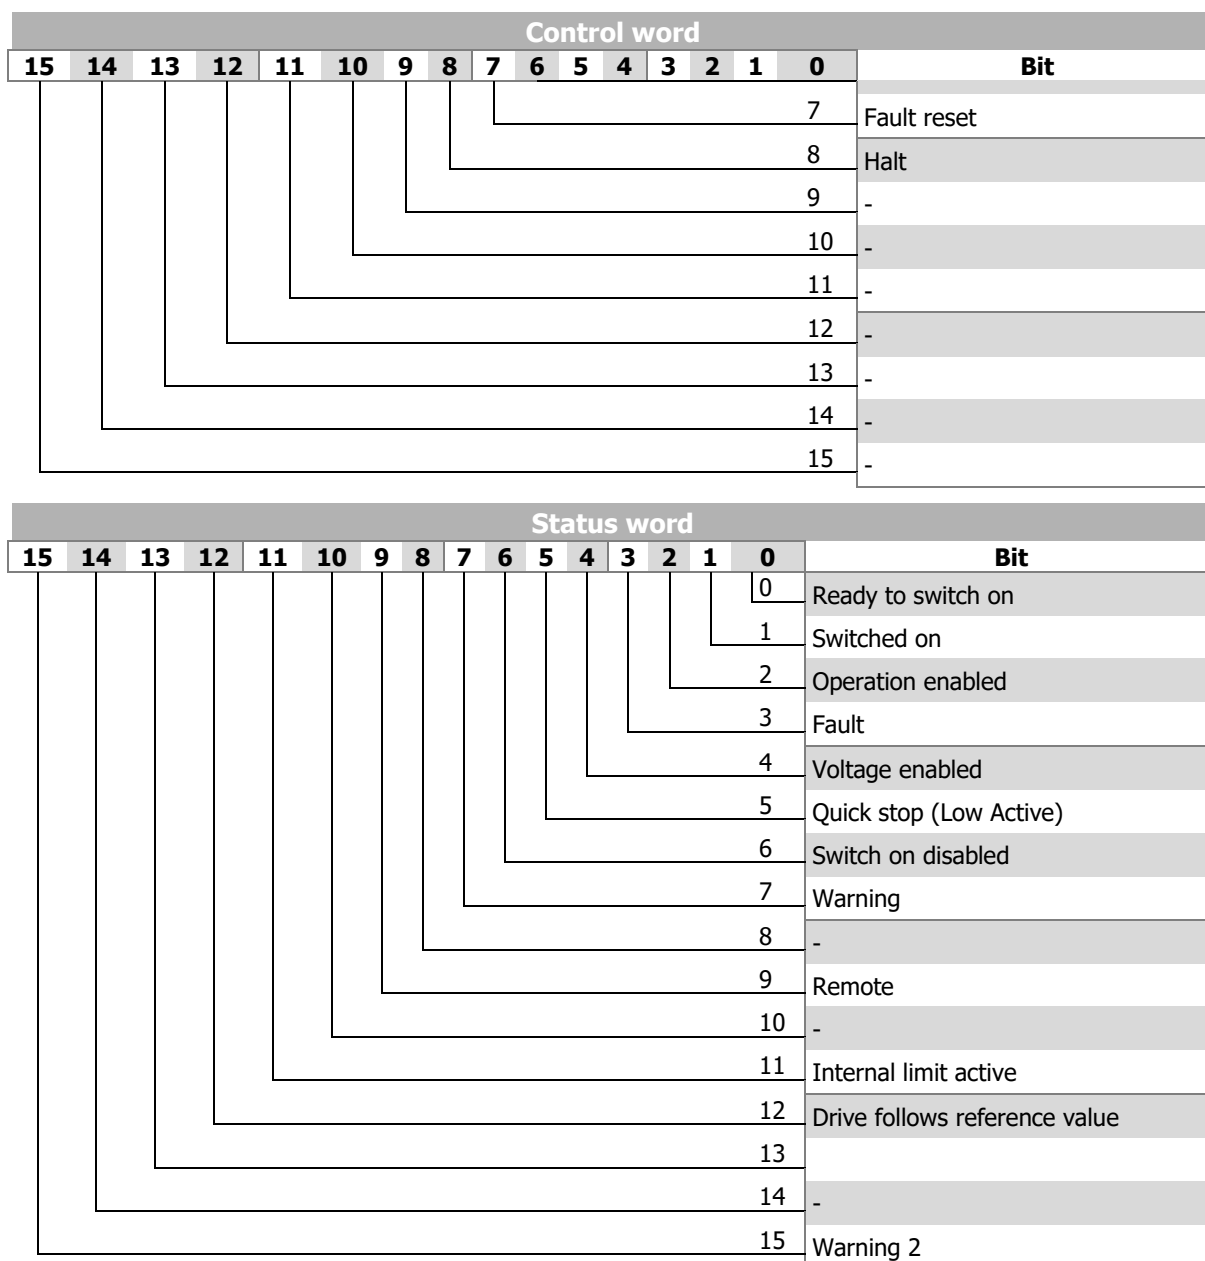 Control word
15 14 13 12 11 10 9 8 7 6 5 4 3 2 1 0 Bit
7 Fault reset
8 Halt
9 -
10 -
11 -
12 -
13 -
14 -
15 -
Status word
15 14 13 12 11 10 9 8 7 6 5 4 3 2 1 0 Bit
0 Ready to switch on
1 Switched on
2 Operation enabled
3 Fault
4 Voltage enabled
5 Quick stop (Low Active)
6 Switch on disabled
7 Warning
8 -
9 Remote
10 -
11 Internal limit active
12 Drive follows reference value
13
14 -
15 Warning 2